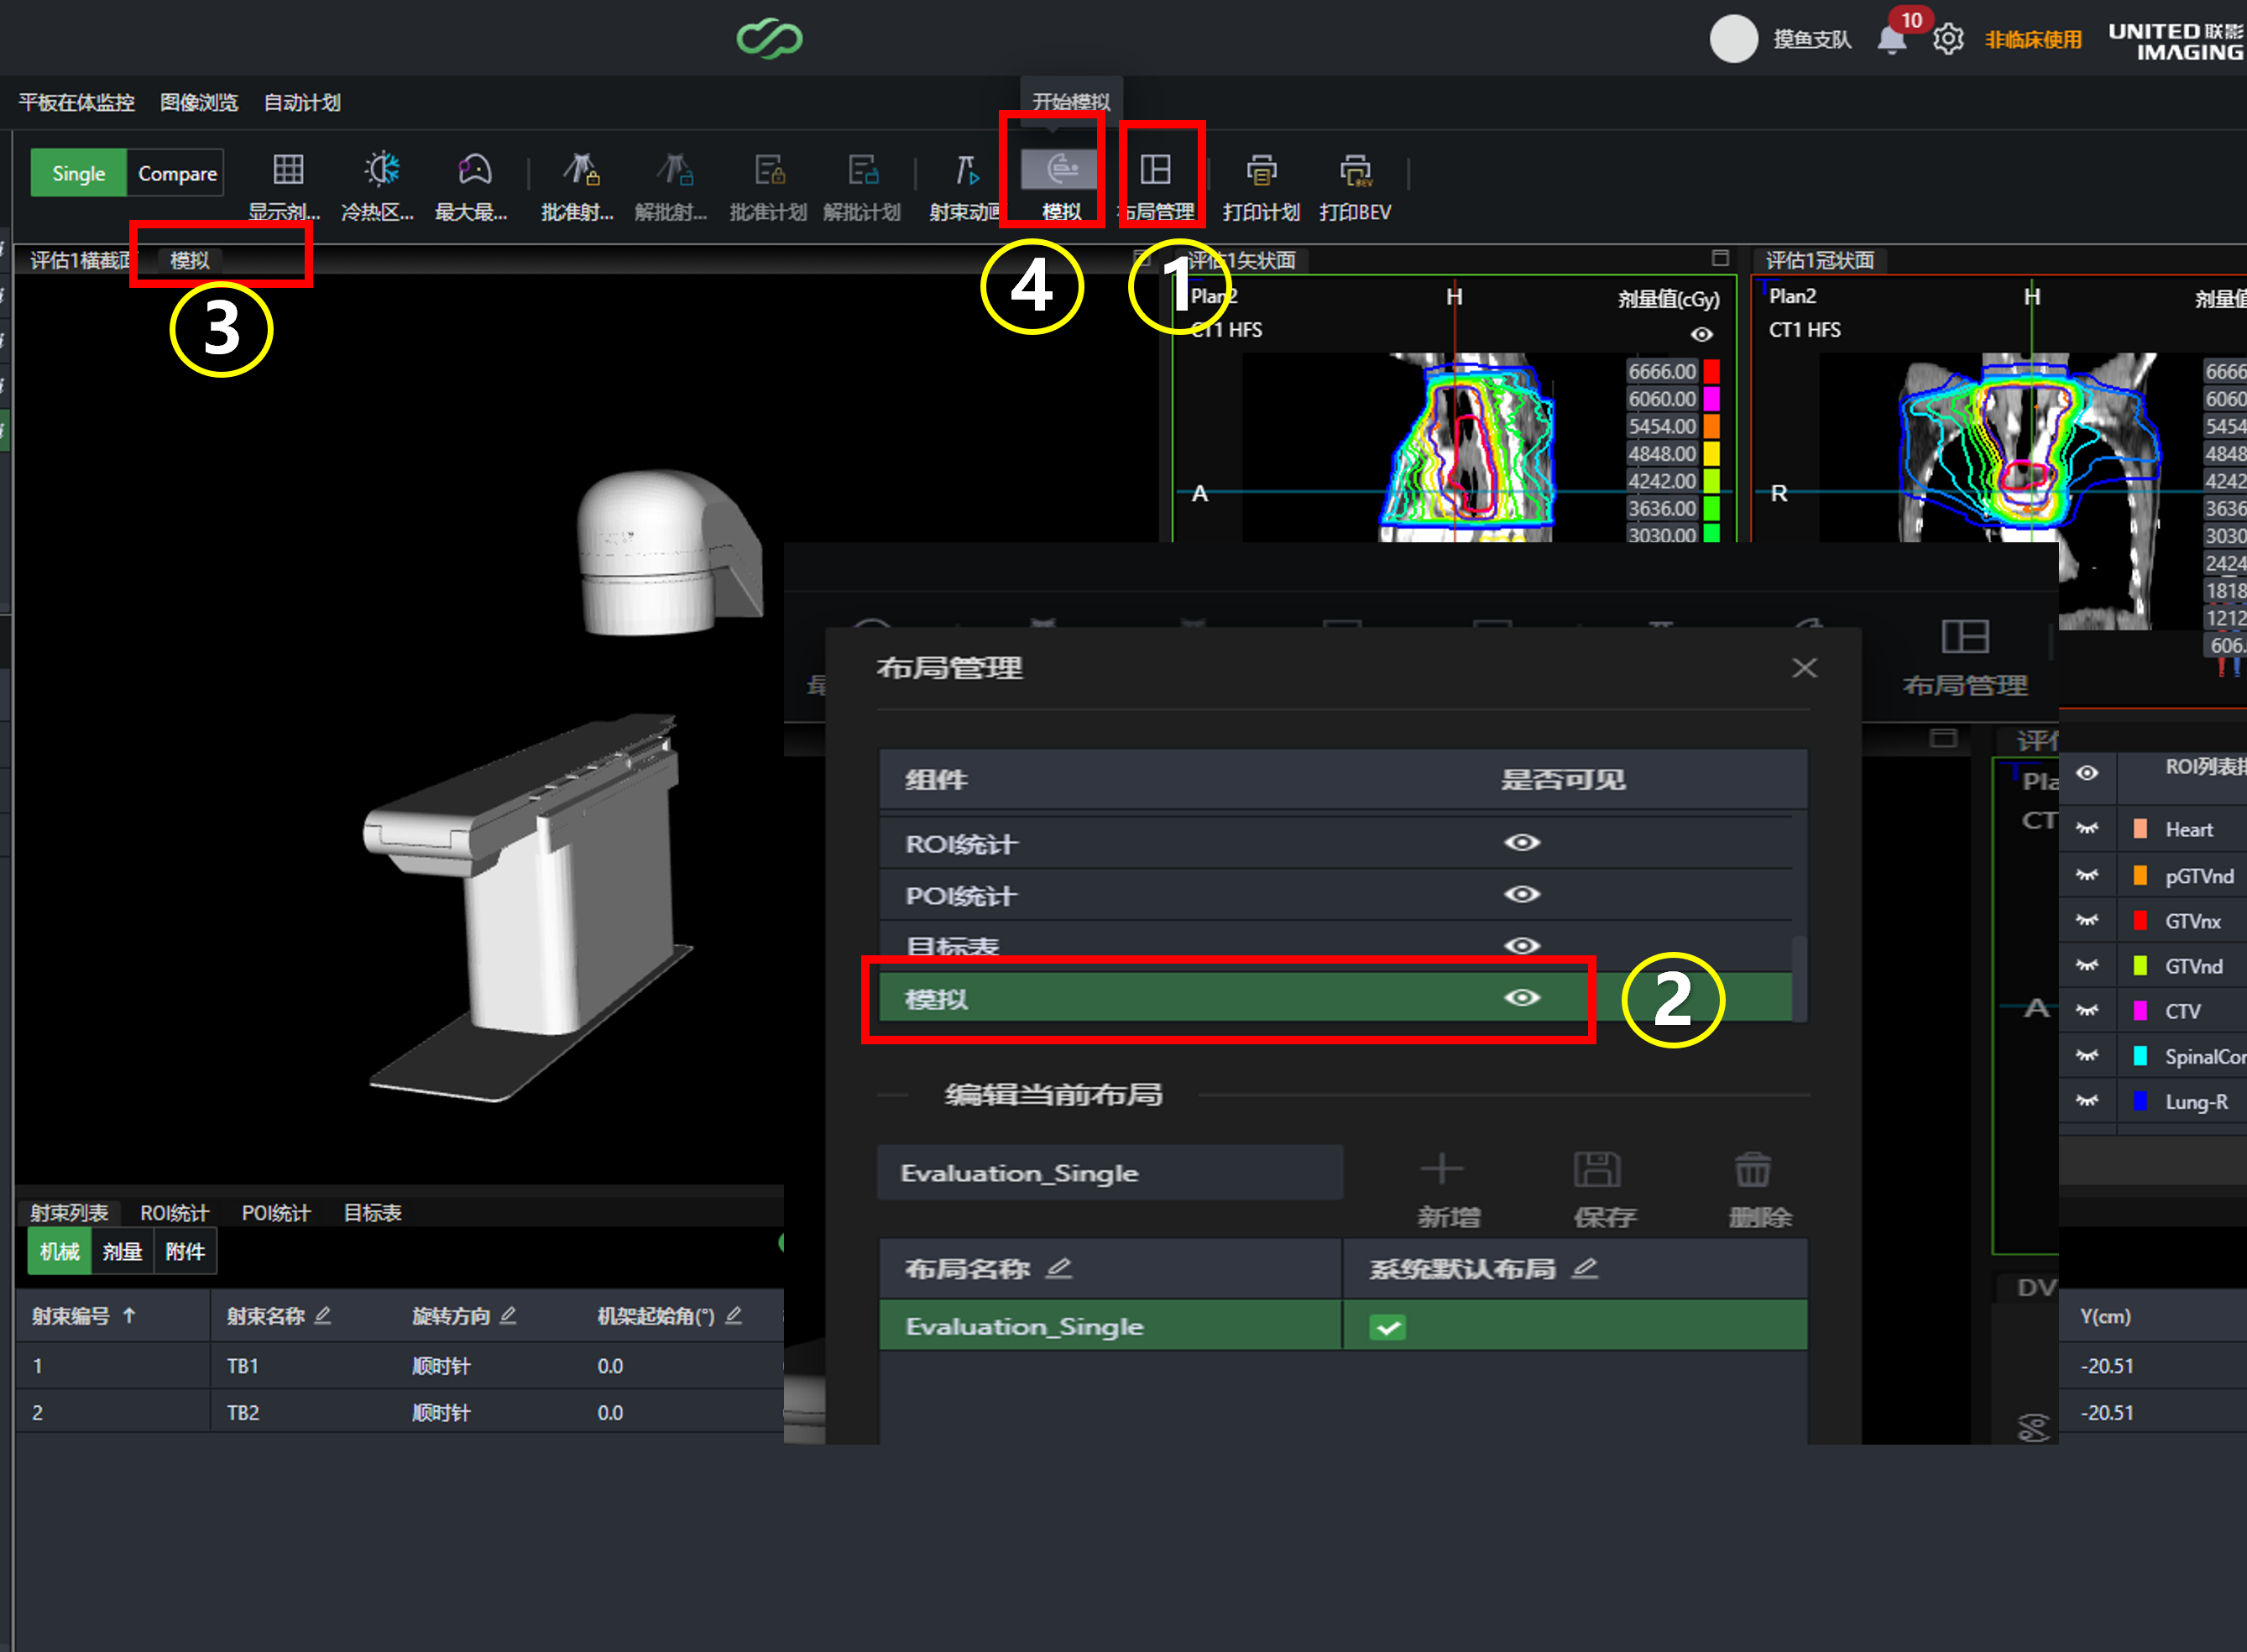 摸鱼支队
10
非临床使用
UNITED 联影
IMAGING
平板在体监控 图像浏览 自动计划
开始模拟
Single Compare
显示剂... 冷热区... 最大最... 批准射... 解批射... 批准计划 解批计划 射束动画 模拟 布局管理 打印计划 打印BEV
评估1横截面 模拟 评估1矢状面 评估1冠状面
③
④
①
Plan2 H 剂量值(cGy)
CT1 HFS
6666.00
6060.00
5454.00
4848.00
4242.00
3636.00
3030.00
A
Plan2 H 剂量值
CT1 HFS
R
6666
6060
5454
4848
4242
3636
3030
2424
1818
1212
606.
布局管理
布局管理
组件 是否可见
ROI统计
POI统计
目标表
模拟
②
编辑当前布局
Evaluation_Single
新增 保存 删除
布局名称 系统默认布局
Evaluation_Single
Pla
CT
A
DV
ROI列表
Heart
pGTVnd
GTVnx
GTVnd
CTV
SpinalCor
Lung-R
射束列表 ROI统计 POI统计 目标表
机械 剂量 附件
射束编号 ↑ 射束名称 旋转方向 机架起始角(°) Y(cm)
1 TB1 顺时针 0.0 -20.51
2 TB2 顺时针 0.0 -20.51